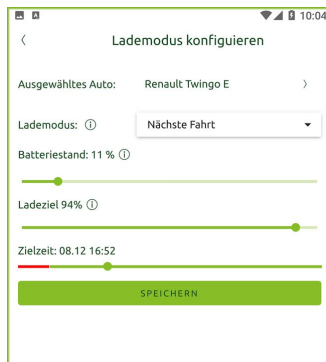 10:04
Lademodus konfiguieren
Ausgewähltes Auto: Renault Twingo E
Lademodus: Nächste Fahrt
Batteriestand: 11 %
Ladeziel 94%
Zielzeit: 08.12 16:52
SPEICHERN